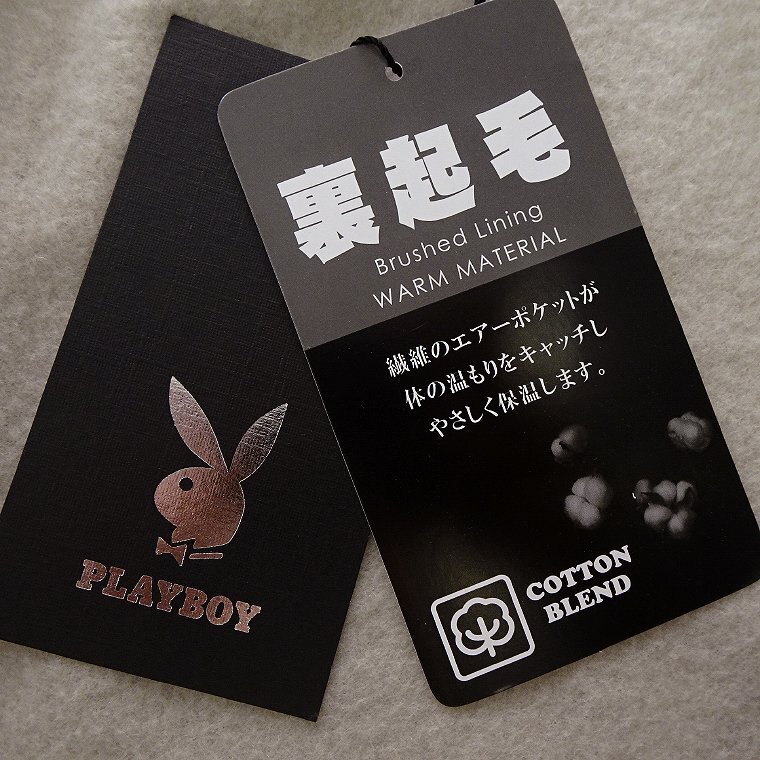 PLAYBOY
裏起毛
Brushed Lining
WARM MATERIAL
繊維のエアーポケットが
体の温もりをキャッチし
やさしく保温します。
COTTON
BLEND